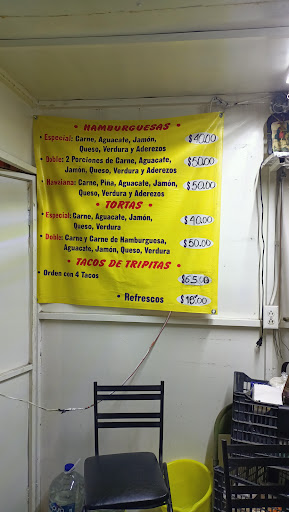 • HAMBURGUESAS •
• Especial: Carne, Aguacate, Jamón, $40.00
Queso, Verdura y Aderezos
• Doble: 2 Porciones de Carne, Aguacate, $50.00
Jamón, Queso, Verdura y Aderezos
• Hawaiana: Carne, Piña, Aguacate, Jamón, $50.00
Queso, Verdura y Aderezos
• TORTAS •
• Especial: Carne, Aguacate, Jamón, $40.00
Queso, Verdura
• Doble: Carne y Carne de Hamburguesa, $50.00
Aguacate, Jamón, Queso, Verdura
• TACOS DE TRIPITAS •
• Orden con 4 Tacos $65.00
• Refrescos $18.00